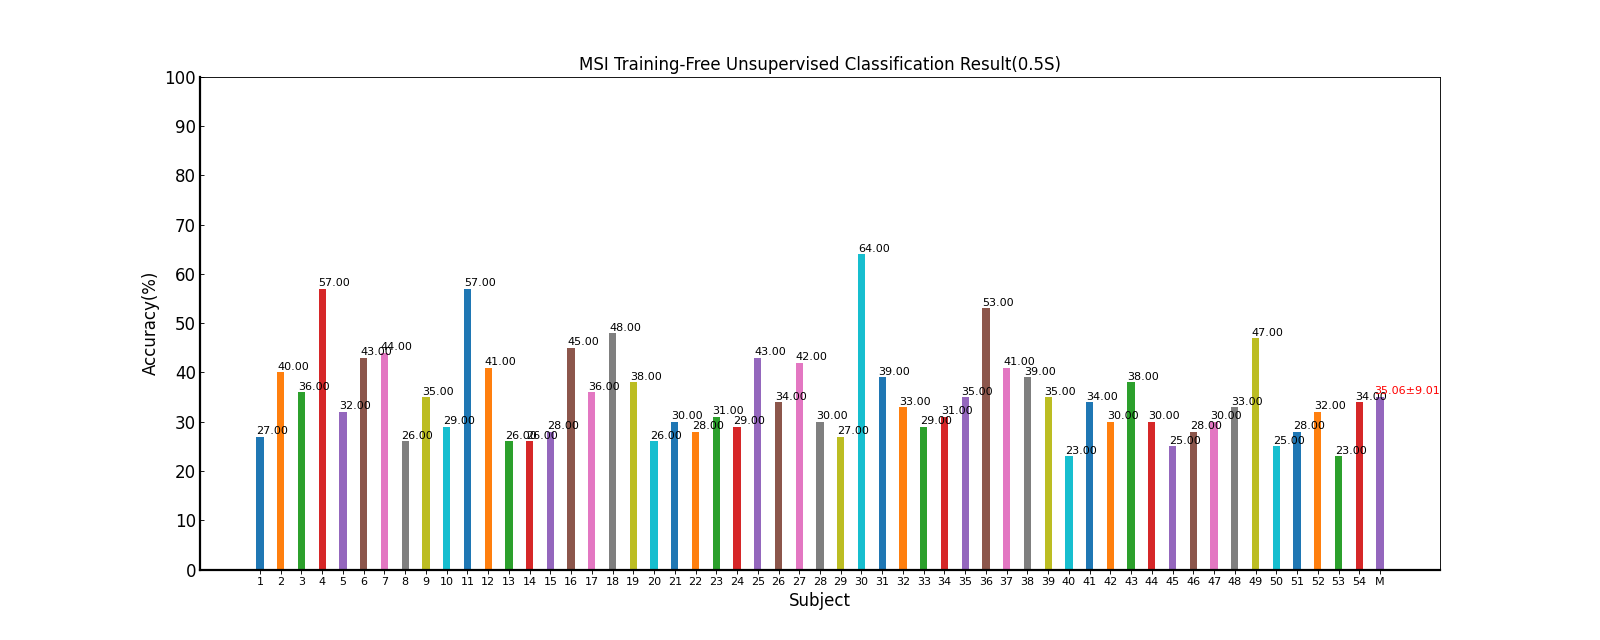 MSI Training-Free Unsupervised Classification Result(0.5S)
100
90
80
70
60
50
40
30
20
10
0
Accuracy(%)
27.00 40.00 36.00 57.00 32.00 43.00 44.00 26.00 35.00 29.00 57.00 41.00 26.00 26.00 28.00 45.00 36.00 48.00 38.00 26.00 30.00 28.00 31.00 29.00 43.00 34.00 42.00 30.00 27.00 64.00 39.00 33.00 29.00 31.00 35.00 53.00 41.00 39.00 35.00 23.00 34.00 30.00 38.00 30.00 25.00 28.00 30.00 33.00 47.00 25.00 28.00 32.00 23.00 34.00 35.06±9.01
1 2 3 4 5 6 7 8 9 10 11 12 13 14 15 16 17 18 19 20 21 22 23 24 25 26 27 28 29 30 31 32 33 34 35 36 37 38 39 40 41 42 43 44 45 46 47 48 49 50 51 52 53 54 M
Subject